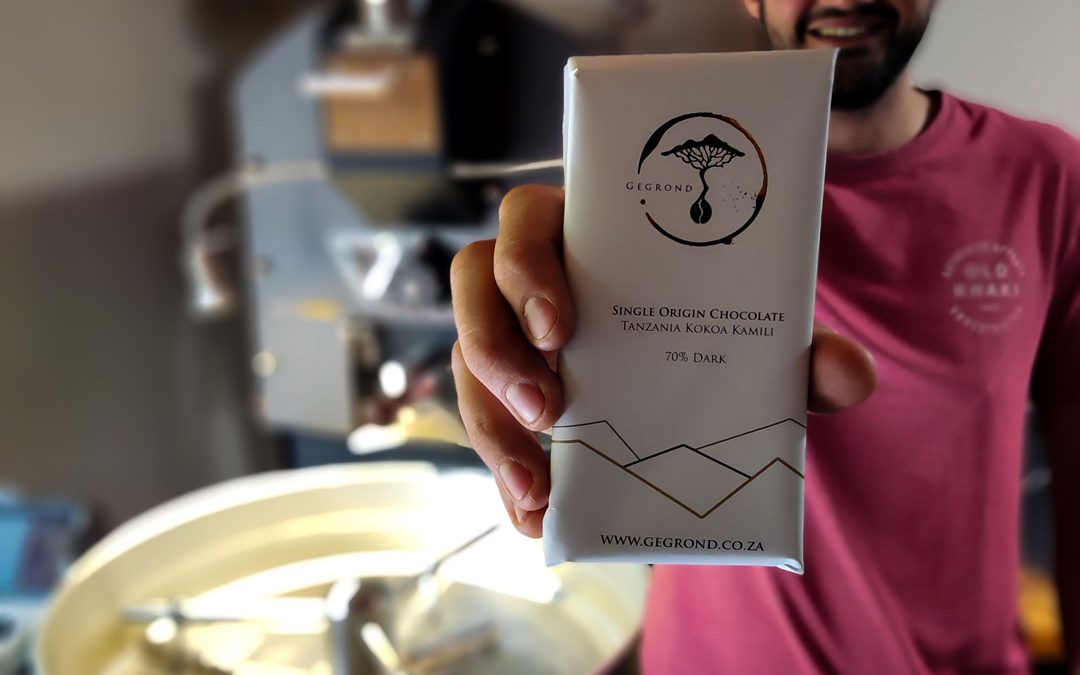 Gegrond
Single Origin Chocolate
Tanzania Kokoa Kamili
70% Dark
www.gegrond.co.za
OLD
KHAKI